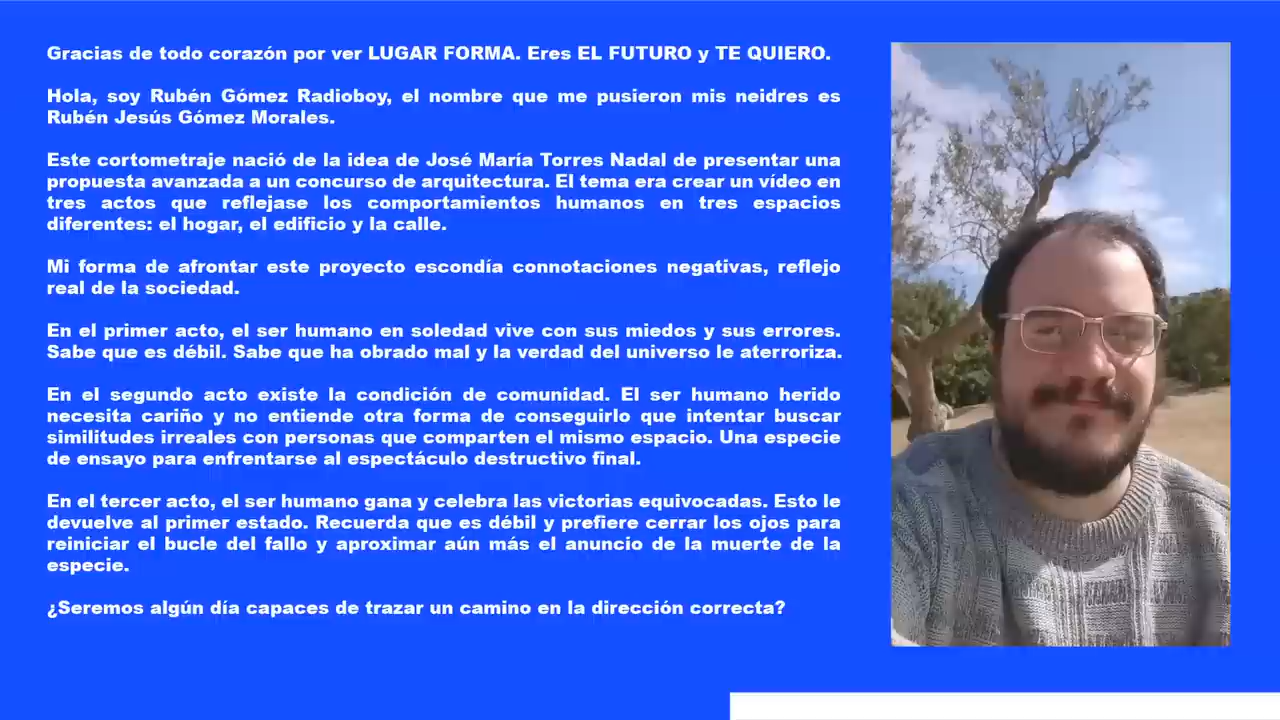 Gracias de todo corazón por ver LUGAR FORMA. Eres EL FUTURO y TE QUIERO.
Hola, soy Rubén Gómez Radioboy, el nombre que me pusieron mis neidres es
Rubén Jesús Gómez Morales.
Este cortometraje nació de la idea de José María Torres Nadal de presentar una
propuesta avanzada a un concurso de arquitectura. El tema era crear un vídeo en
tres actos que reflejase los comportamientos humanos en tres espacios
diferentes: el hogar, el edificio y la calle.
Mi forma de afrontar este proyecto escondía connotaciones negativas, reflejo
real de la sociedad.
En el primer acto, el ser humano en soledad vive con sus miedos y sus errores.
Sabe que es débil. Sabe que ha obrado mal y la verdad del universo le aterroriza.
En el segundo acto existe la condición de comunidad. El ser humano herido
necesita cariño y no entiende otra forma de conseguirlo que intentar buscar
similitudes irreales con personas que comparten el mismo espacio. Una especie
de ensayo para enfrentarse al espectáculo destructivo final.
En el tercer acto, el ser humano gana y celebra las victorias equivocadas. Esto le
devuelve al primer estado. Recuerda que es débil y prefiere cerrar los ojos para
reiniciar el bucle del fallo y aproximar aún más el anuncio de la muerte de la
especie.
¿Seremos algún día capaces de trazar un camino en la dirección correcta?